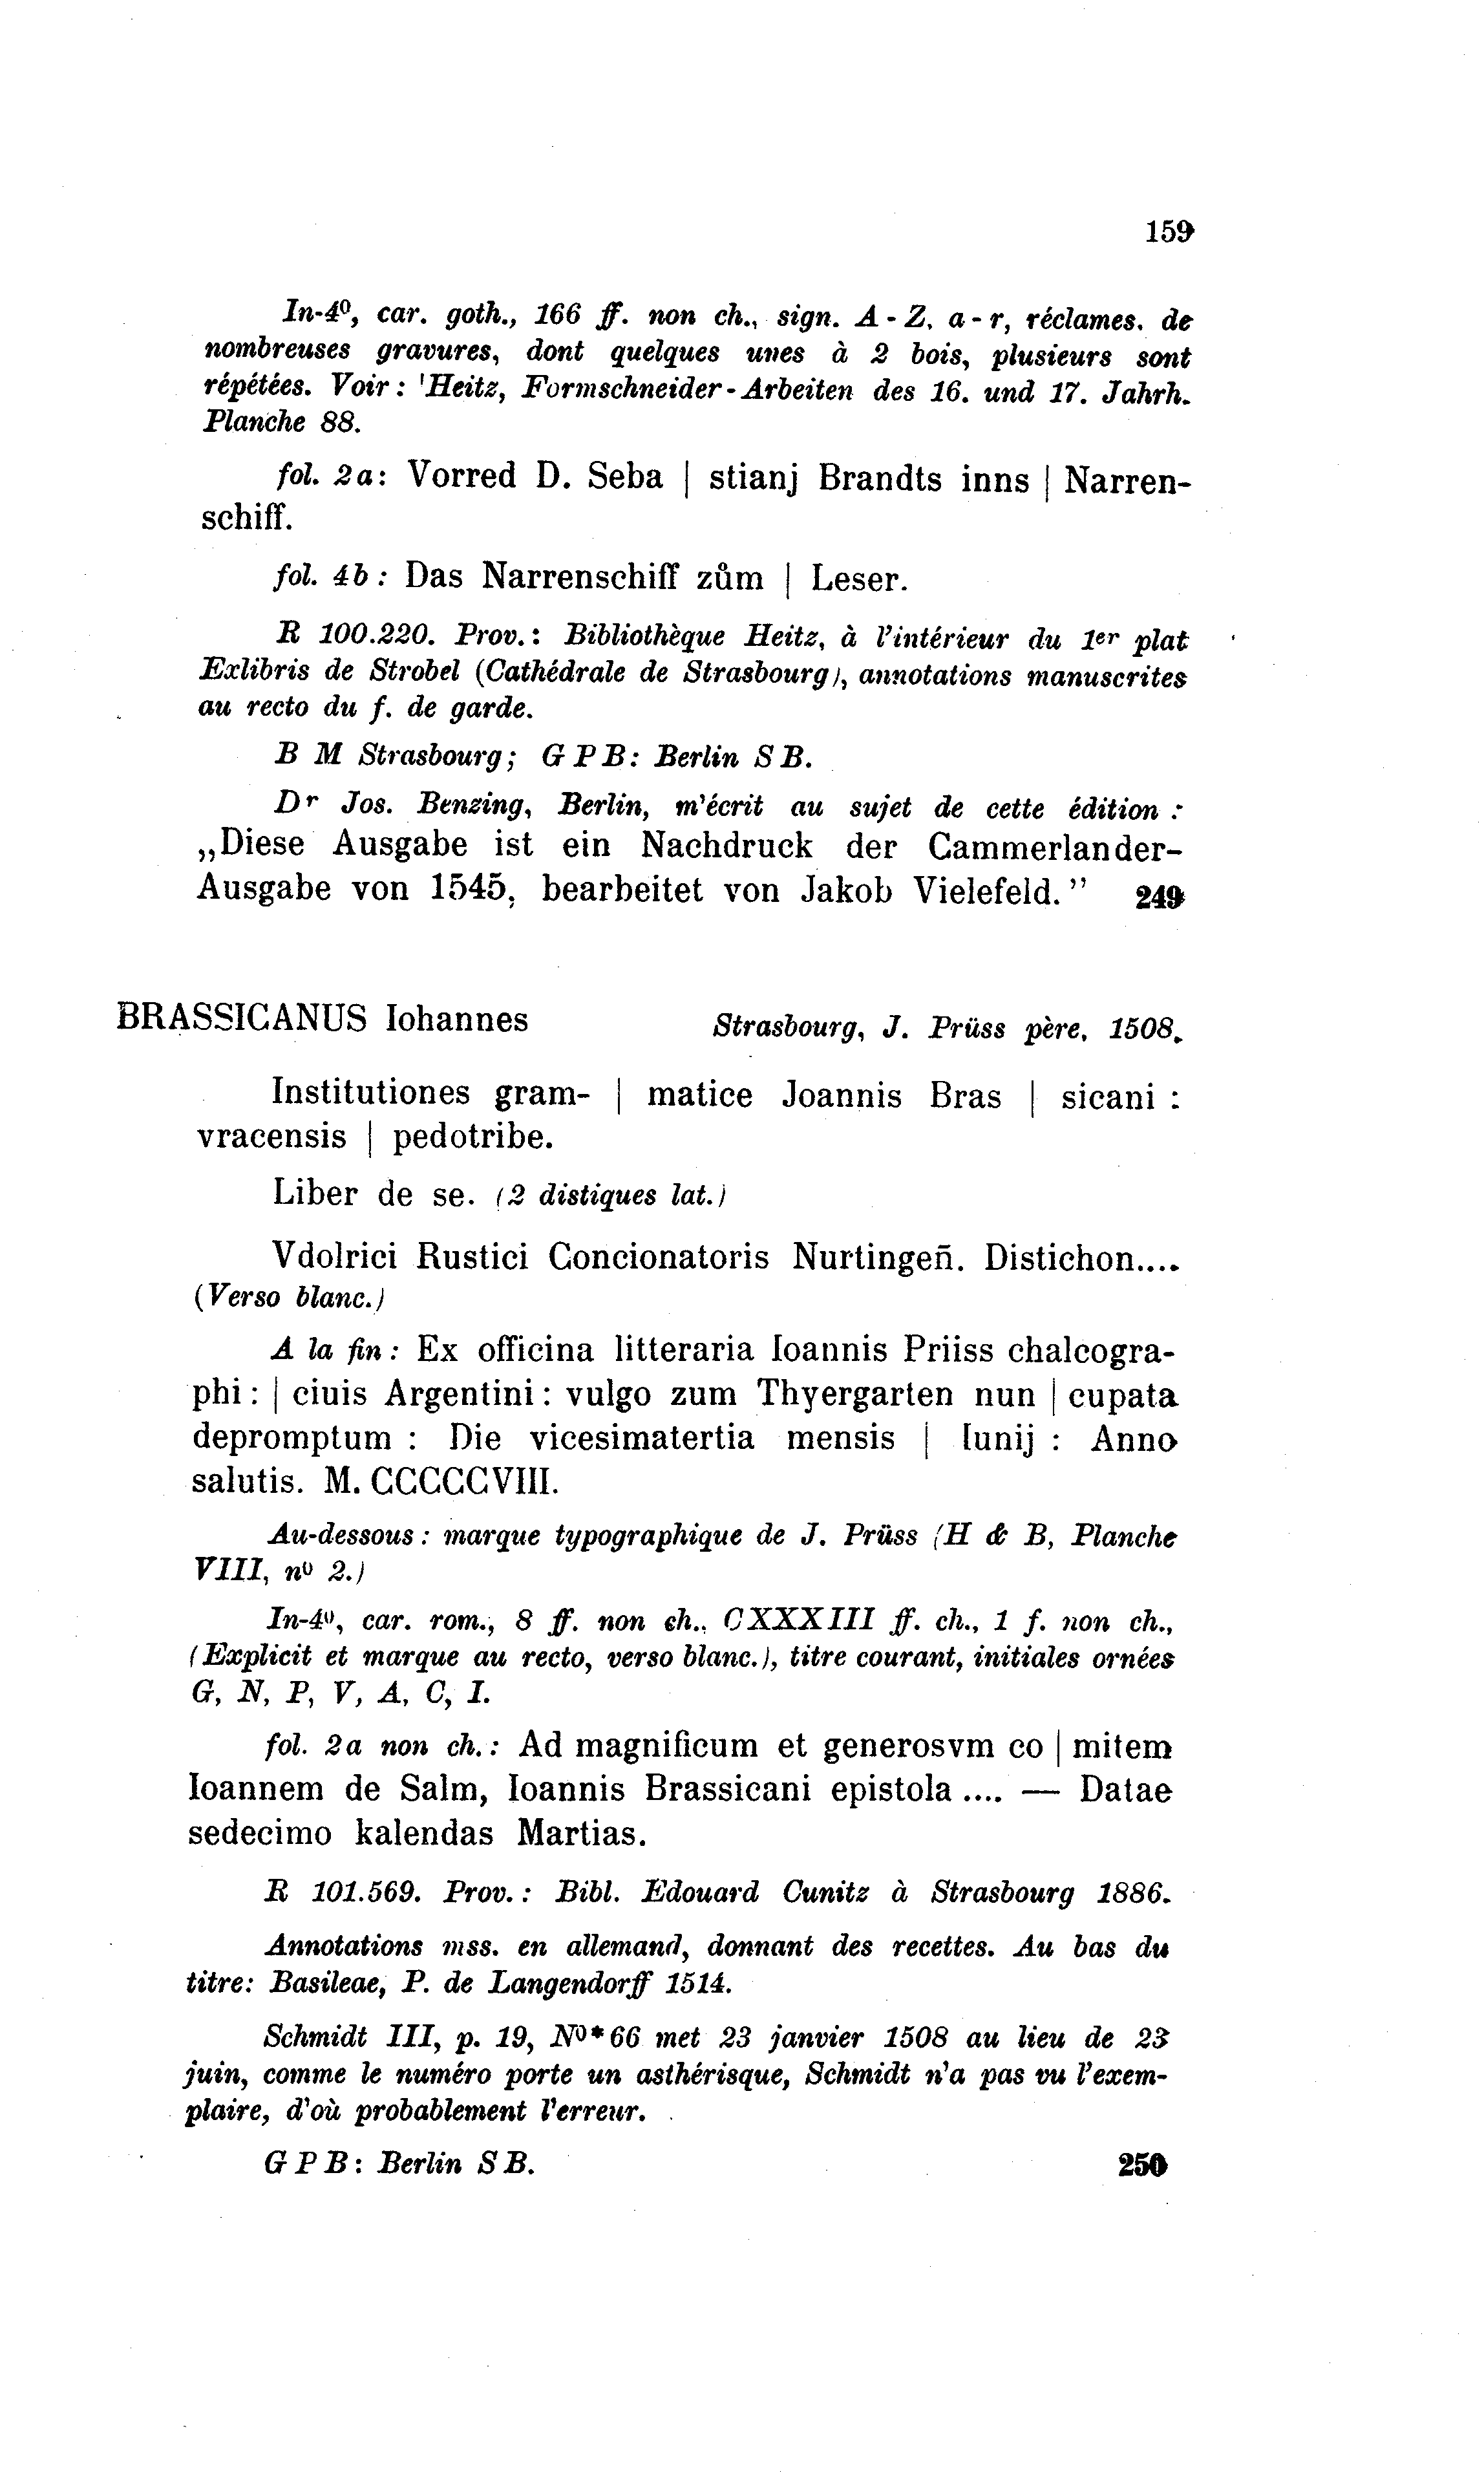 159
In-4⁰, car. goth., 166 ff. non ch., sign. A - Z, a - r, réclames. de
nombreuses gravures, dont quelques unes à 2 bois, plusieurs sont
répétées. Voir : 'Heitz, Formschneider - Arbeiten des 16. und 17. Jahrh.
Planche 88.
fol. 2a: Vorred D. Seba | stianj Brandts inns | Narren-
schiff.
fol. 4b : Das Narrenschiff zům | Leser.
R 100.220. Prov. : Bibliothèque Heitz, à l'intérieur du 1er plat
Exlibris de Strobel (Cathédrale de Strasbourg), annotations manuscrites
au recto du f. de garde.
B M Strasbourg ; G P B : Berlin S B.
Dr Jos. Benzing, Berlin, m'écrit au sujet de cette édition :
„Diese Ausgabe ist ein Nachdruck der Cammerlander-
Ausgabe von 1545, bearbeitet von Jakob Vielefeld.” 249
BRASSICANUS Iohannes Strasbourg, J. Prüss père, 1508.
Institutiones gram- | matice Joannis Bras | sicani :
vracensis | pedotribe.
Liber de se. (2 distiques lat.)
Vdolrici Rustici Concionatoris Nurtingeñ. Distichon....
(Verso blanc.)
A la fin : Ex officina litteraria Ioannis Priiss chalcogra-
phi : | ciuis Argentini : vulgo zum Thyergarten nun | cupata
depromptum : Die vicesimatertia mensis | Iunij : Anno
salutis. M. CCCCCVIII.
Au-dessous : marque typographique de J. Prüss (H & B, Planche
VIII, n⁰ 2.)
In-4⁰, car. rom., 8 ff. non ch., CXXXIII ff. ch., 1 f. non ch.,
(Explicit et marque au recto, verso blanc.), titre courant, initiales ornées
G, N, P, V, A, C, I.
fol. 2a non ch. : Ad magnificum et generosvm co | mitem
Ioannem de Salm, Ioannis Brassicani epistola .... — Datae
sedecimo kalendas Martias.
R 101.569. Prov. : Bibl. Edouard Cunitz à Strasbourg 1886.
Annotations mss. en allemand, donnant des recettes. Au bas du
titre: Basileae, P. de Langendorff 1514.
Schmidt III, p. 19, N⁰* 66 met 23 janvier 1508 au lieu de 23
juin, comme le numéro porte un asthérisque, Schmidt n'a pas vu l'exem-
plaire, d'où probablement l'erreur.
G P B : Berlin S B. 250